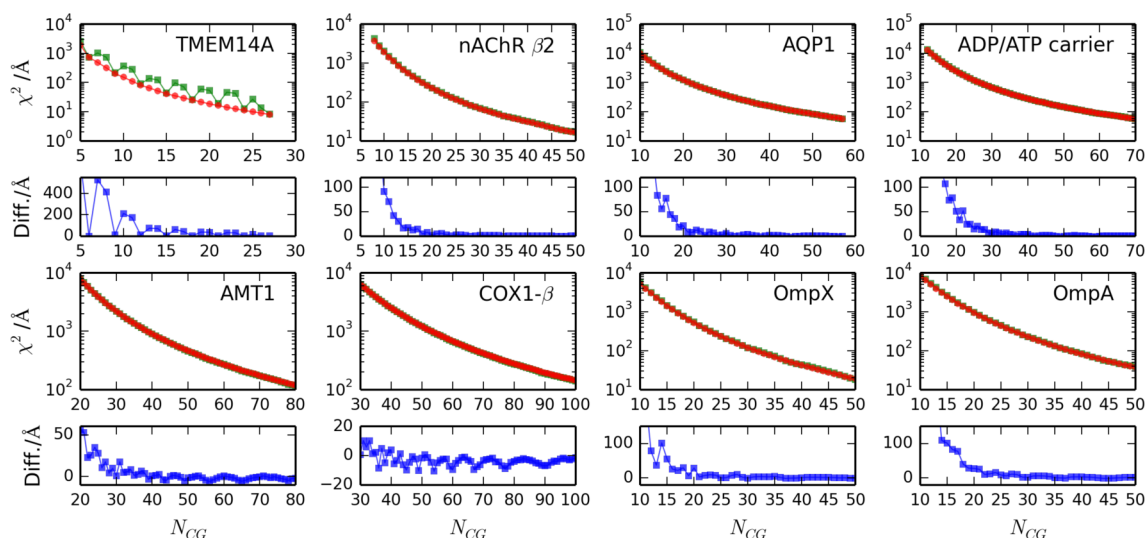 TMEM14A
nAChR β2
AQP1
ADP/ATP carrier
χ² /Å
10⁴
10³
10²
10¹
10⁰
5 10 15 20 25 30
10⁴
10³
10²
10¹
5 10 15 20 25 30 35 40 45 50
10⁵
10⁴
10³
10²
10¹
10 20 30 40 50 60
10⁵
10⁴
10³
10²
10¹
10 20 30 40 50 60 70
Diff./Å
400
200
0
5 10 15 20 25 30
100
50
0
5 10 15 20 25 30 35 40 45 50
100
50
0
10 20 30 40 50 60
100
50
0
10 20 30 40 50 60 70
AMT1
COX1-β
OmpX
OmpA
χ² /Å
10⁴
10³
10²
20 30 40 50 60 70 80
10⁴
10³
10²
30 40 50 60 70 80 90 100
10⁴
10³
10²
10¹
10 15 20 25 30 35 40 45 50
10⁴
10³
10²
10¹
10 15 20 25 30 35 40 45 50
Diff./Å
50
0
20 30 40 50 60 70 80
20
0
−20
30 40 50 60 70 80 90 100
100
0
10 15 20 25 30 35 40 45 50
100
0
10 15 20 25 30 35 40 45 50
N_CG
N_CG
N_CG
N_CG